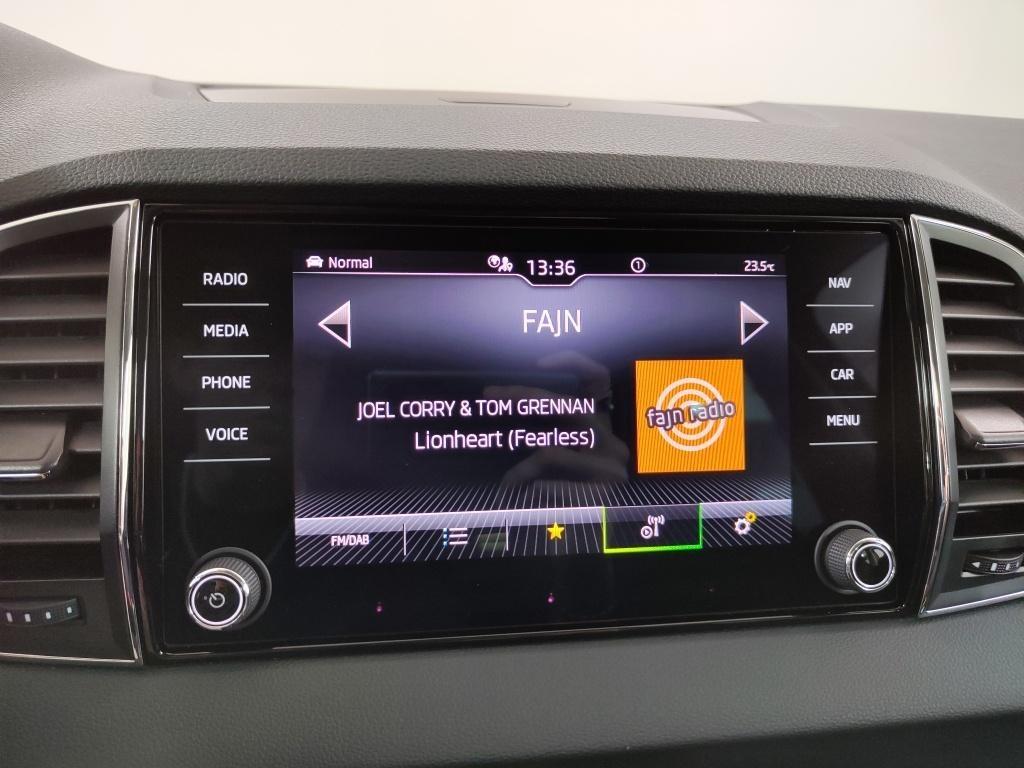 RADIO
MEDIA
PHONE
VOICE
Normal
13:36
1
23.5°C
FAJN
JOEL CORRY & TOM GRENNAN
Lionheart (Fearless)
fajn radio
FM/DAB
NAV
APP
CAR
MENU